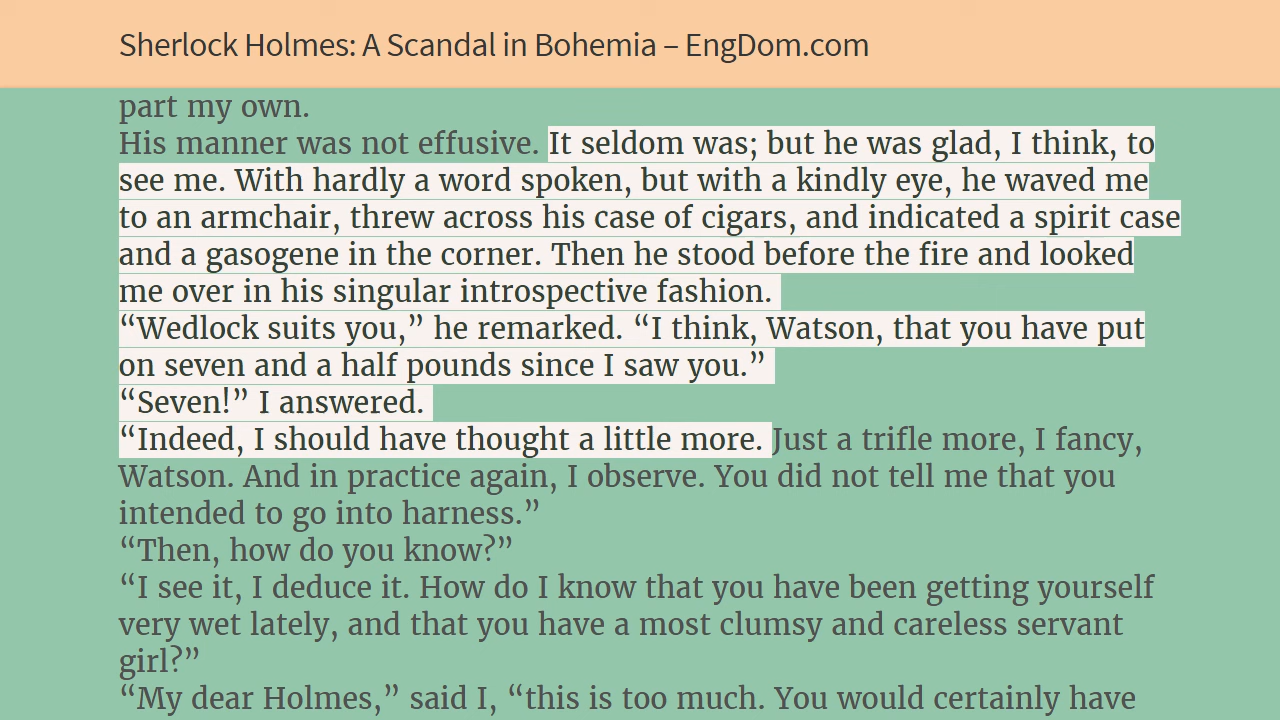 Sherlock Holmes: A Scandal in Bohemia – EngDom.com
part my own.
His manner was not effusive. It seldom was; but he was glad, I think, to
see me. With hardly a word spoken, but with a kindly eye, he waved me
to an armchair, threw across his case of cigars, and indicated a spirit case
and a gasogene in the corner. Then he stood before the fire and looked
me over in his singular introspective fashion.
“Wedlock suits you,” he remarked. “I think, Watson, that you have put
on seven and a half pounds since I saw you.”
“Seven!” I answered.
“Indeed, I should have thought a little more. Just a trifle more, I fancy,
Watson. And in practice again, I observe. You did not tell me that you
intended to go into harness.”
“Then, how do you know?”
“I see it, I deduce it. How do I know that you have been getting yourself
very wet lately, and that you have a most clumsy and careless servant
girl?”
“My dear Holmes,” said I, “this is too much. You would certainly have